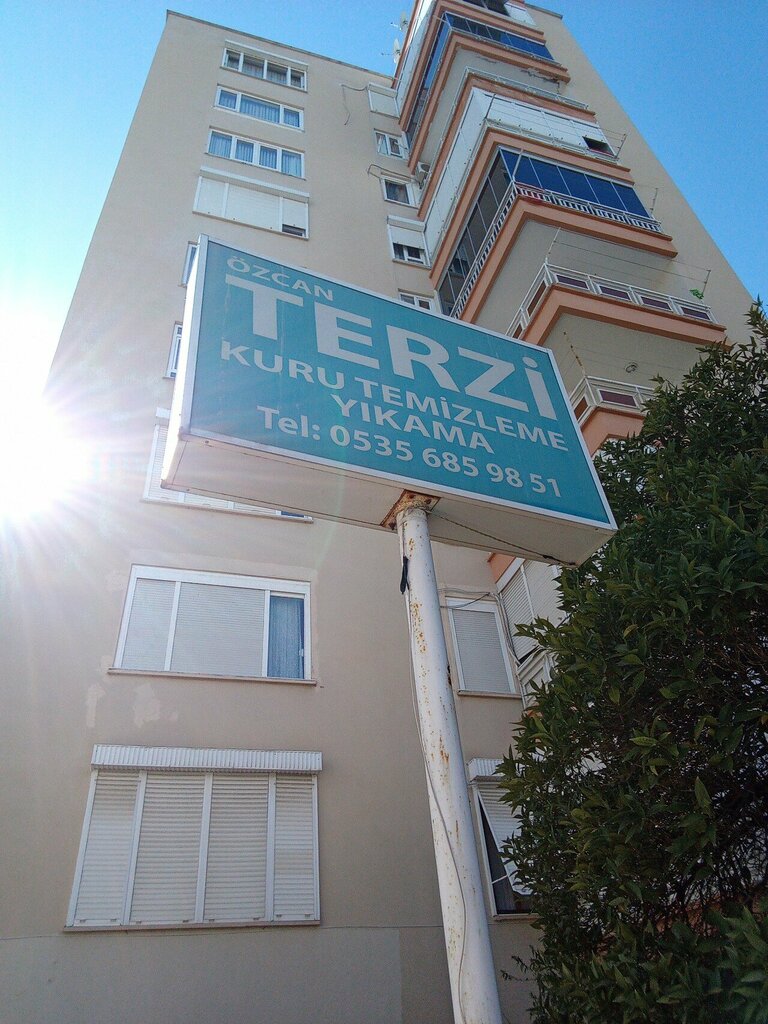 ÖZCAN
TERZİ
KURU TEMİZLEME
YIKAMA
Tel: 0535 685 98 51